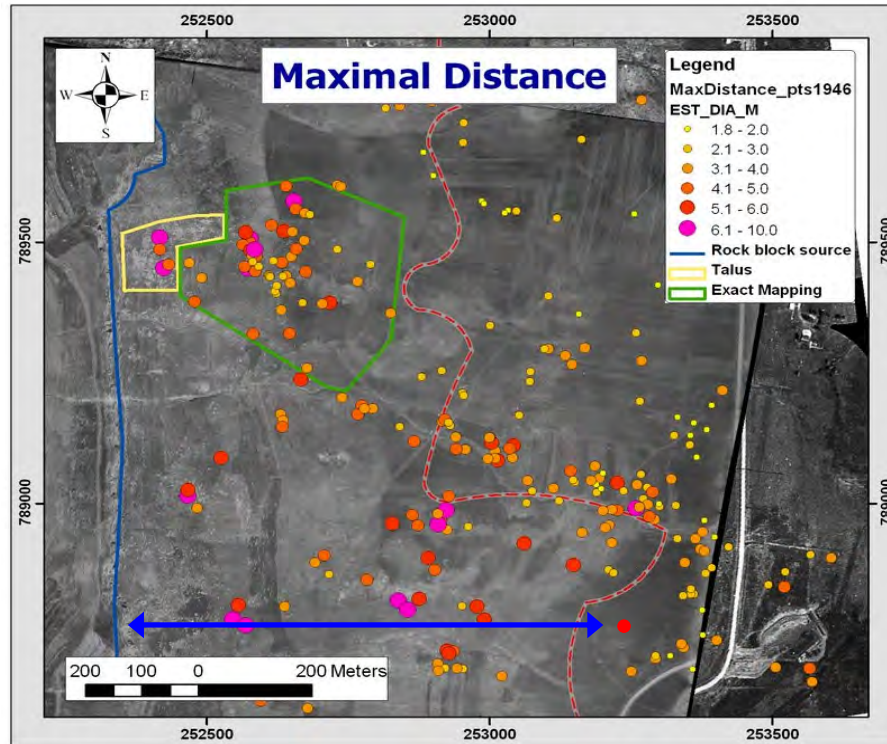 252500 253000 253500
N
W E
S
Maximal Distance
Legend
MaxDistance_pts1946
EST_DIA_M
1.8 - 2.0
2.1 - 3.0
3.1 - 4.0
4.1 - 5.0
5.1 - 6.0
6.1 - 10.0
Rock block source
Talus
Exact Mapping
789500 789500
789000 789000
200 100 0 200 Meters
252500 253000 253500